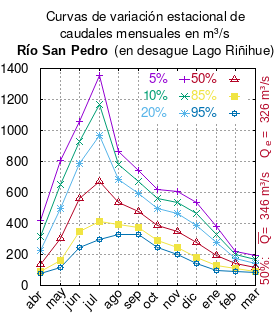 Curvas de variación estacional de
caudales mensuales en m³/s
Río San Pedro (en desague Lago Riñihue)
1400
1200
1000
800
600
400
200
0
5% 50%
10% 85%
20% 95%
abr
may
jun
jul
ago
sep
oct
nov
dic
ene
feb
mar
50%: Q̅= 346 m³/s Qe = 326 m³/s